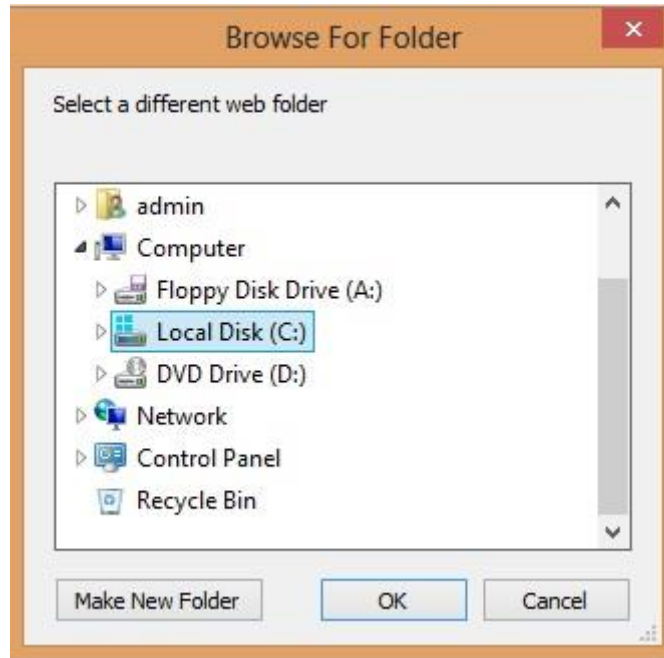 Browse For Folder
Select a different web folder
admin
Computer
Floppy Disk Drive (A:)
Local Disk (C:)
DVD Drive (D:)
Network
Control Panel
Recycle Bin
Make New Folder OK Cancel